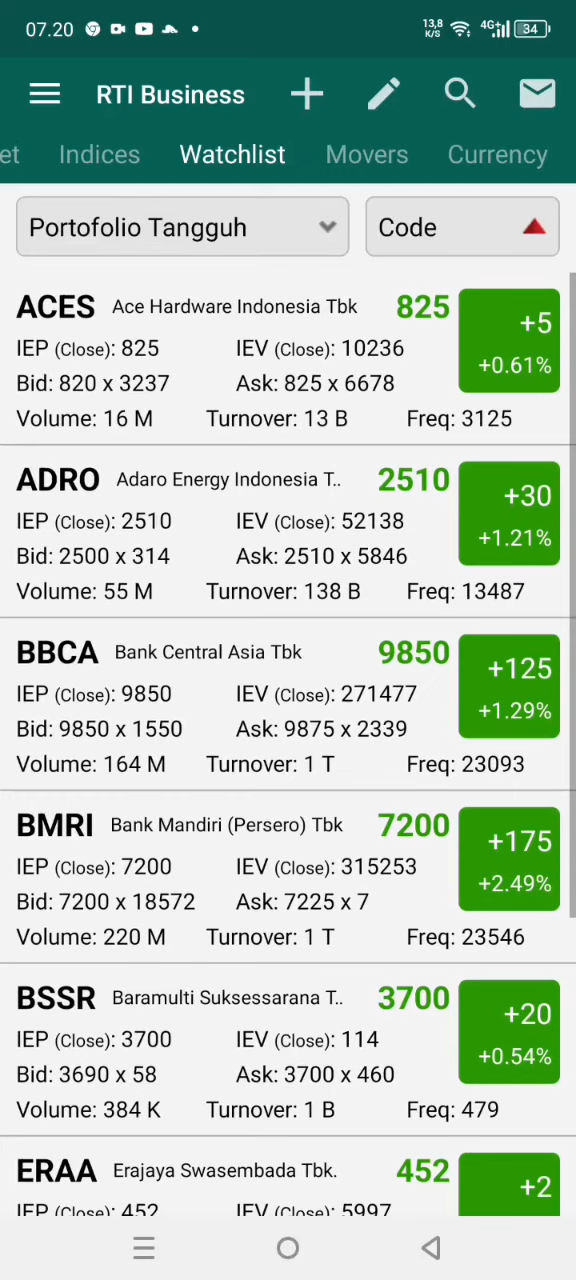 07.20 13,8 K/S 4G+ 34
RTI Business
et Indices Watchlist Movers Currency
Portofolio Tangguh Code
ACES Ace Hardware Indonesia Tbk 825 +5
IEP (Close): 825 IEV (Close): 10236 +0.61%
Bid: 820 x 3237 Ask: 825 x 6678
Volume: 16 M Turnover: 13 B Freq: 3125
ADRO Adaro Energy Indonesia T.. 2510 +30
IEP (Close): 2510 IEV (Close): 52138 +1.21%
Bid: 2500 x 314 Ask: 2510 x 5846
Volume: 55 M Turnover: 138 B Freq: 13487
BBCA Bank Central Asia Tbk 9850 +125
IEP (Close): 9850 IEV (Close): 271477 +1.29%
Bid: 9850 x 1550 Ask: 9875 x 2339
Volume: 164 M Turnover: 1 T Freq: 23093
BMRI Bank Mandiri (Persero) Tbk 7200 +175
IEP (Close): 7200 IEV (Close): 315253 +2.49%
Bid: 7200 x 18572 Ask: 7225 x 7
Volume: 220 M Turnover: 1 T Freq: 23546
BSSR Baramulti Suksessarana T.. 3700 +20
IEP (Close): 3700 IEV (Close): 114 +0.54%
Bid: 3690 x 58 Ask: 3700 x 460
Volume: 384 K Turnover: 1 B Freq: 479
ERAA Erajaya Swasembada Tbk. 452 +2
IEP (Close): 452 IEV (Close): 5997